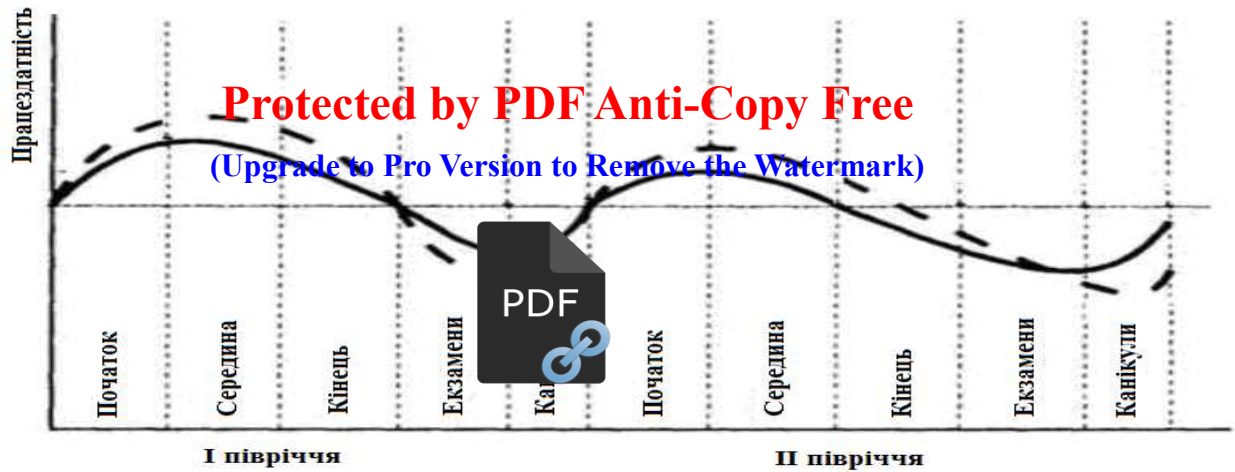 Працездатність
Protected by PDF Anti-Copy Free
(Upgrade to Pro Version to Remove the Watermark)
PDF
Початок
Середина
Кінець
Екзамени
Початок
Середина
Кінець
Екзамени
Канікули
І півріччя
ІІ півріччя